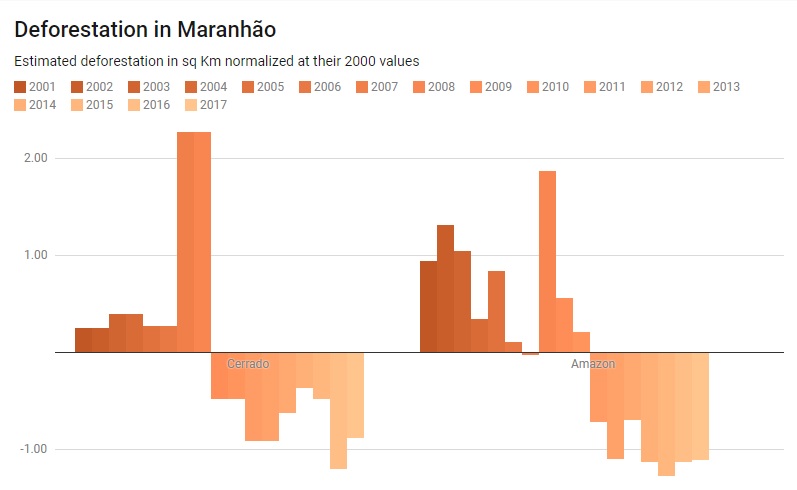 Deforestation in Maranhão
Estimated deforestation in sq Km normalized at their 2000 values
2001 2002 2003 2004 2005 2006 2007 2008 2009 2010 2011 2012 2013
2014 2015 2016 2017
2.00
1.00
Cerrado Amazon
-1.00